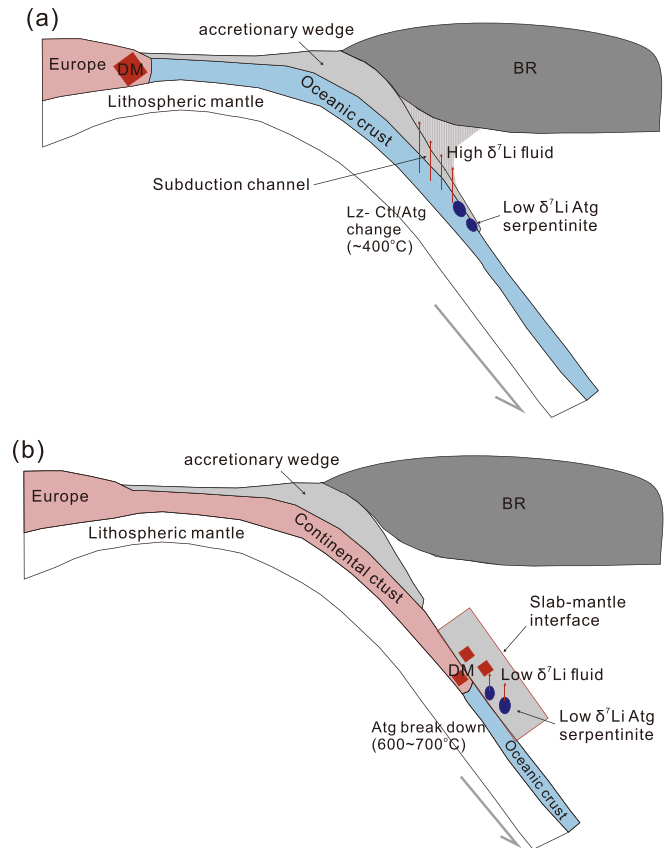 (a)
accretionary wedge
Europe
DM
BR
Lithospheric mantle
Oceanic crust
High δ⁷Li fluid
Subduction channel
Lz- Ctl/Atg
change
(~400°C)
Low δ⁷Li Atg
serpentinite
(b)
accretionary wedge
Europe
BR
Lithospheric mantle
Continental ctust
Slab-mantle
interface
DM
Low δ⁷Li fluid
Low δ⁷Li Atg
serpentinite
Atg break down
(600~700°C)
Oceanic crust